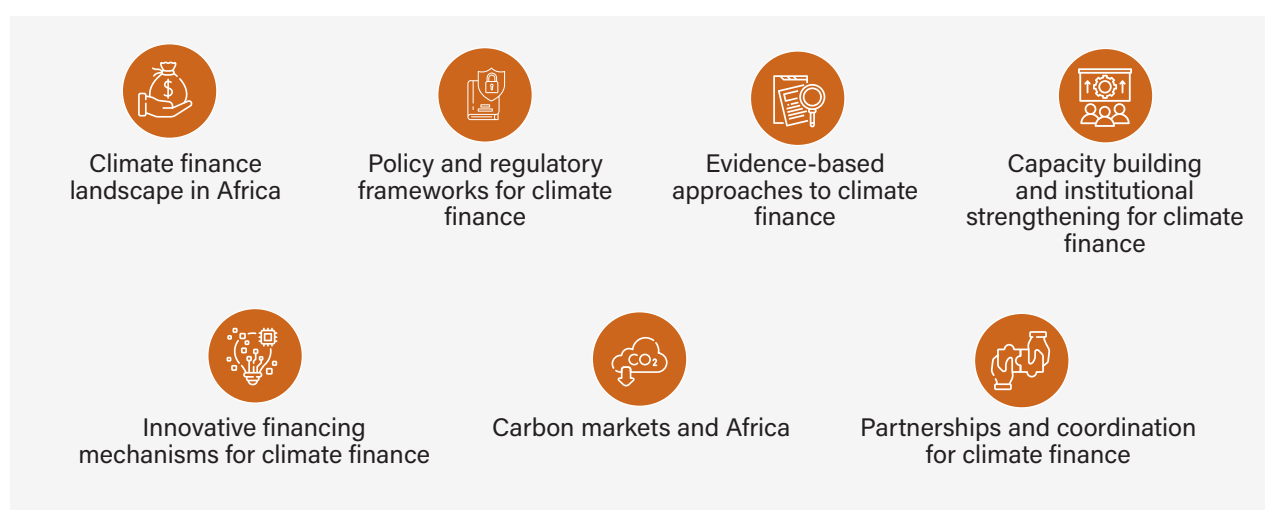 $
Climate finance
landscape in Africa
Policy and regulatory
frameworks for climate
finance
Evidence-based
approaches to climate
finance
Capacity building
and institutional
strengthening for climate
finance
Innovative financing
mechanisms for climate finance
CO2
Carbon markets and Africa
Partnerships and coordination
for climate finance